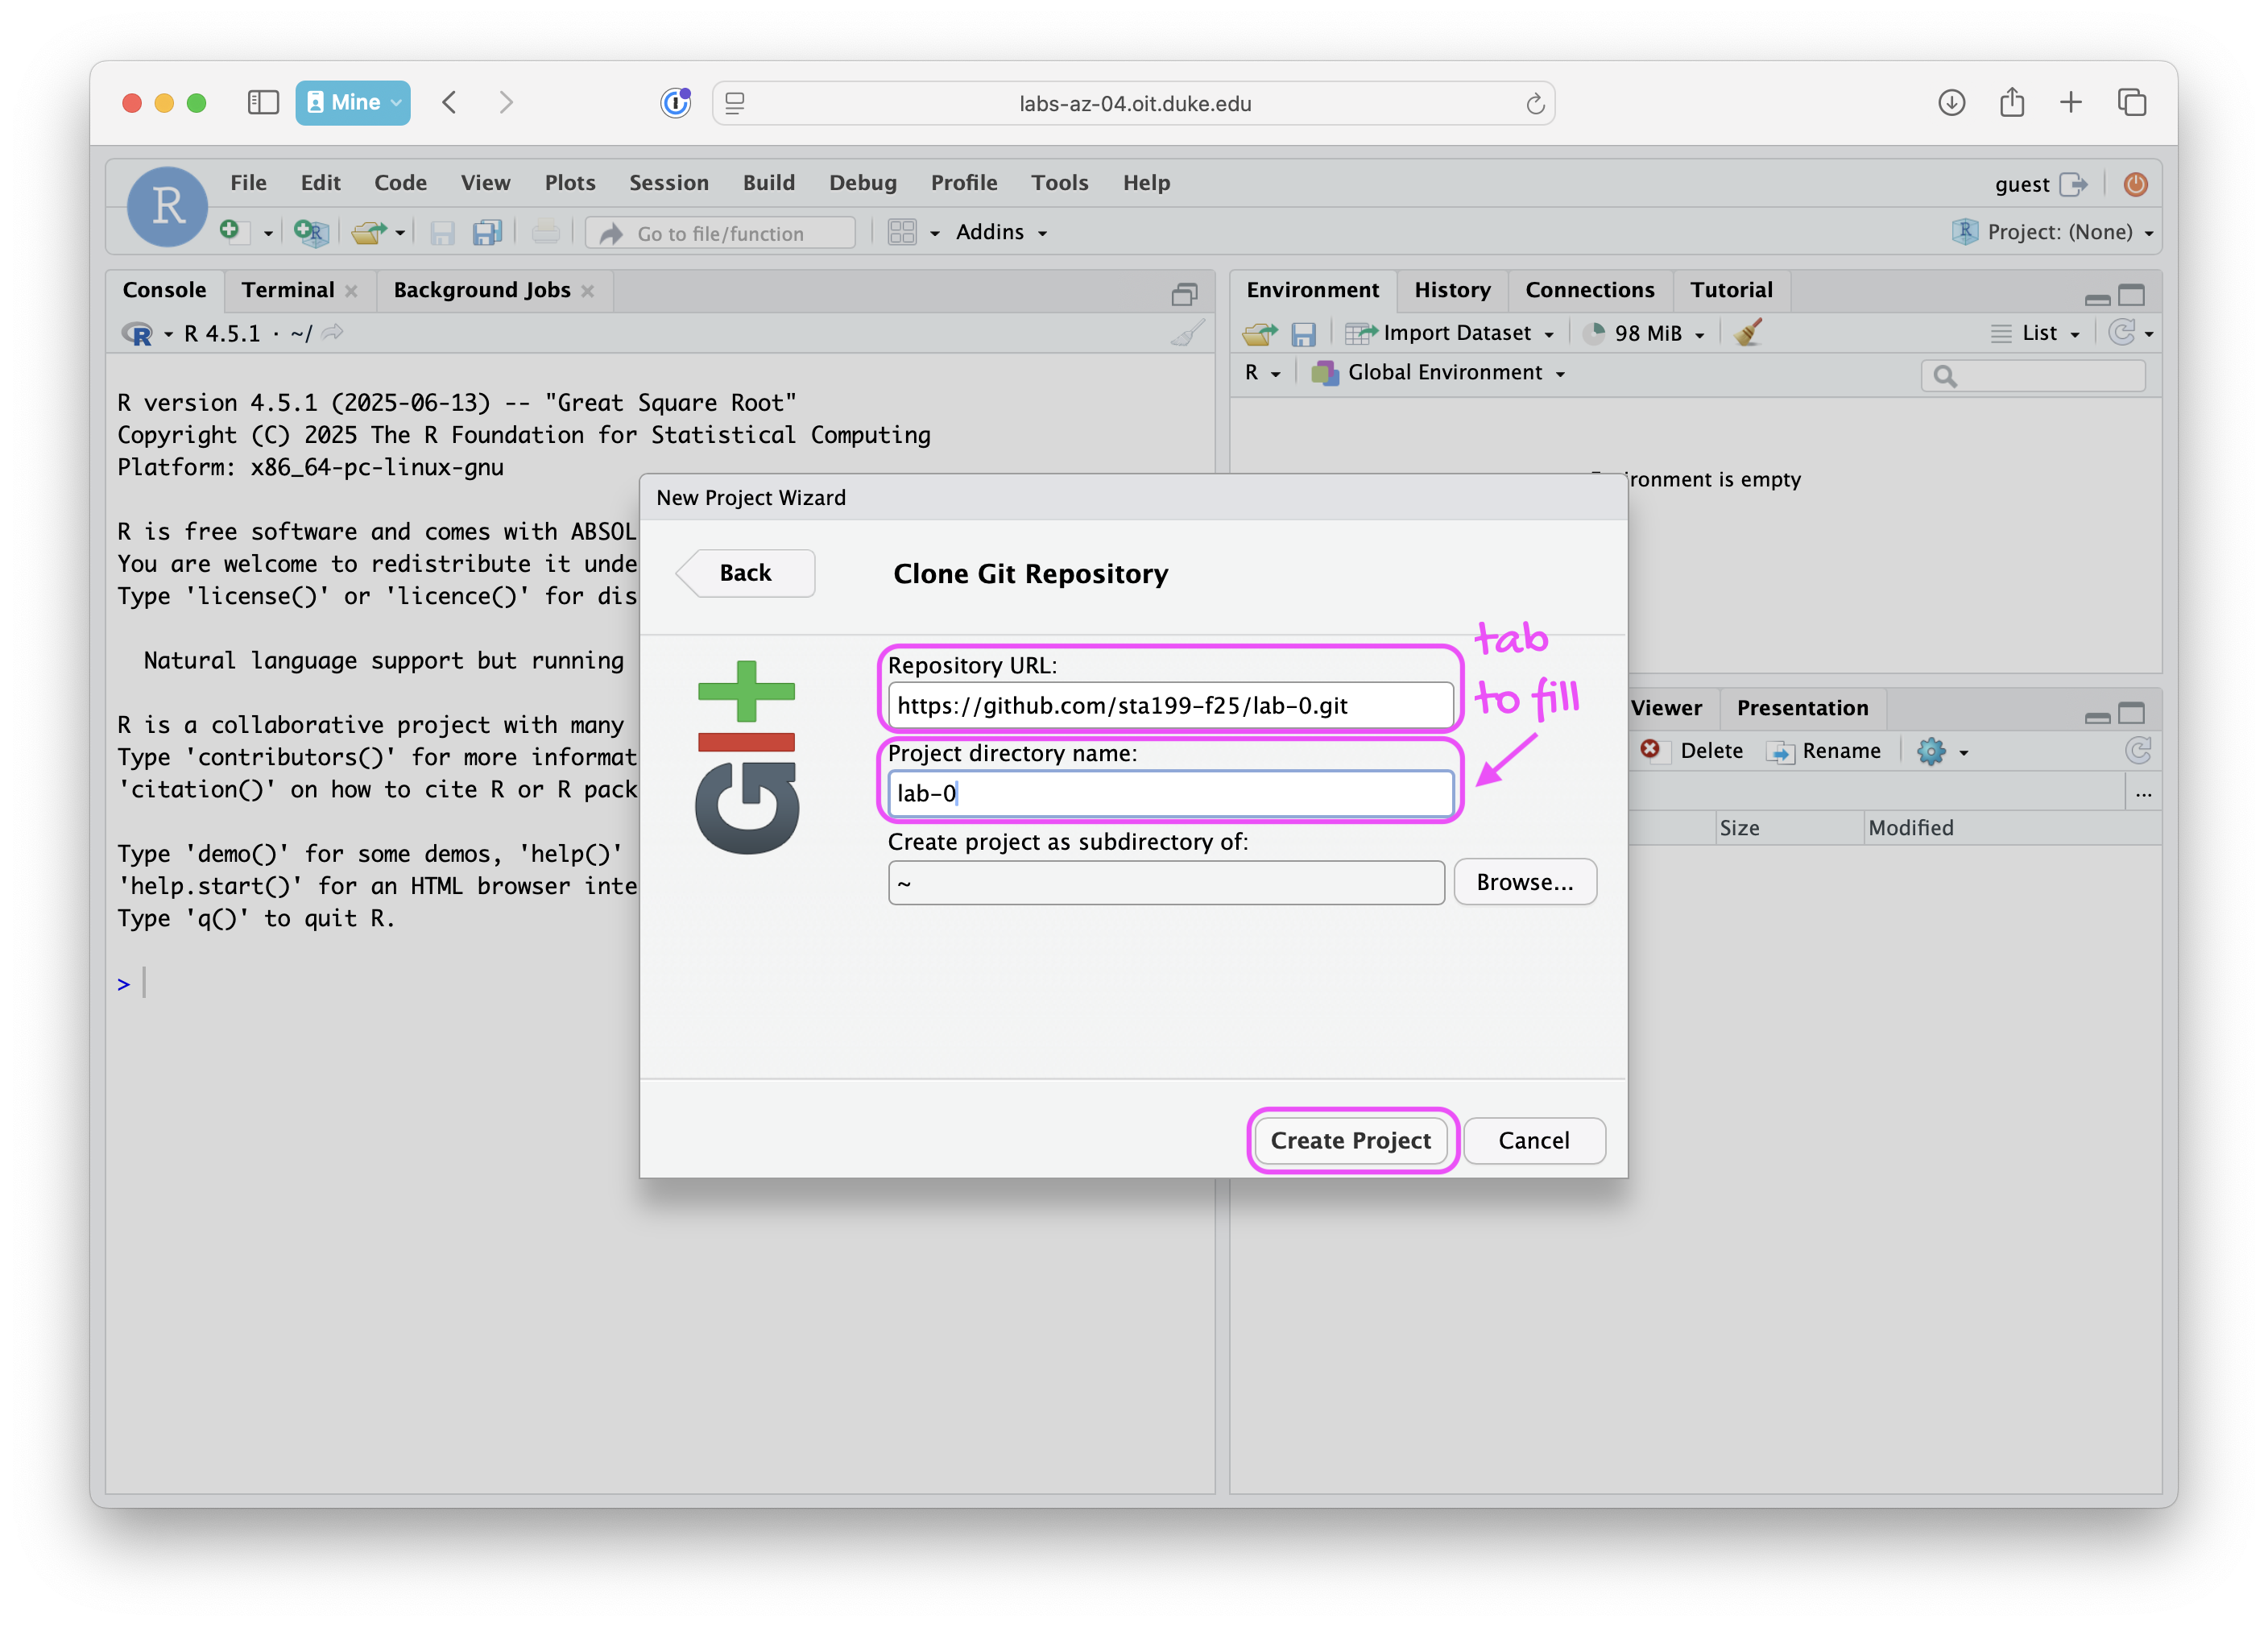 Mine
labs-az-04.oit.duke.edu
R
File Edit Code View Plots Session Build Debug Profile Tools Help
guest
Go to file/function
Addins
Project: (None)
Console Terminal Background Jobs
R 4.5.1 · ~/
R version 4.5.1 (2025-06-13) -- "Great Square Root"
Copyright (C) 2025 The R Foundation for Statistical Computing
Platform: x86_64-pc-linux-gnu
R is free software and comes with ABSOL
You are welcome to redistribute it unde
Type 'license()' or 'licence()' for dis
Natural language support but running
R is a collaborative project with many
Type 'contributors()' for more informat
'citation()' on how to cite R or R pack
Type 'demo()' for some demos, 'help()'
'help.start()' for an HTML browser inte
Type 'q()' to quit R.
>
Environment History Connections Tutorial
Import Dataset 98 MiB List
R Global Environment
ironment is empty
New Project Wizard
Back
Clone Git Repository
Git
Repository URL:
https://github.com/sta199-f25/lab-0.git
tab
to fill
Project directory name:
lab-0
Create project as subdirectory of:
~
Browse...
Create Project
Cancel
Viewer Presentation
Delete Rename
...
Size Modified